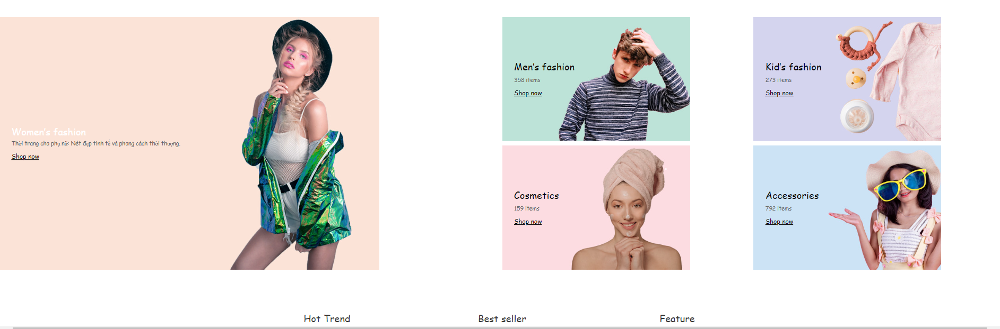 Women's fashion
Thời trang cho phụ nữ: Nét đẹp tinh tế và phong cách thời thượng.
Shop now
Men's fashion
358 items
Shop now
Kid's fashion
273 items
Shop now
Cosmetics
159 items
Shop now
Accessories
792 items
Shop now
Hot Trend
Best seller
Feature